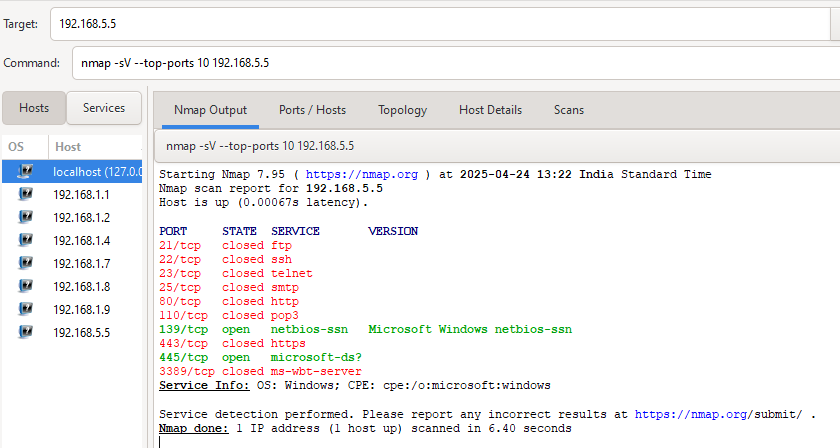 Target: 192.168.5.5
Command: nmap -sV --top-ports 10 192.168.5.5
Hosts Services
Nmap Output Ports / Hosts Topology Host Details Scans
OS Host
localhost (127.0.0
192.168.1.1
192.168.1.2
192.168.1.4
192.168.1.7
192.168.1.8
192.168.1.9
192.168.5.5
nmap -sV --top-ports 10 192.168.5.5
Starting Nmap 7.95 ( https://nmap.org ) at 2025-04-24 13:22 India Standard Time
Nmap scan report for 192.168.5.5
Host is up (0.00067s latency).
PORT STATE SERVICE VERSION
21/tcp closed ftp
22/tcp closed ssh
23/tcp closed telnet
25/tcp closed smtp
80/tcp closed http
110/tcp closed pop3
139/tcp open netbios-ssn Microsoft Windows netbios-ssn
443/tcp closed https
445/tcp open microsoft-ds?
3389/tcp closed ms-wbt-server
Service Info: OS: Windows; CPE: cpe:/o:microsoft:windows
Service detection performed. Please report any incorrect results at https://nmap.org/submit/ .
Nmap done: 1 IP address (1 host up) scanned in 6.40 seconds